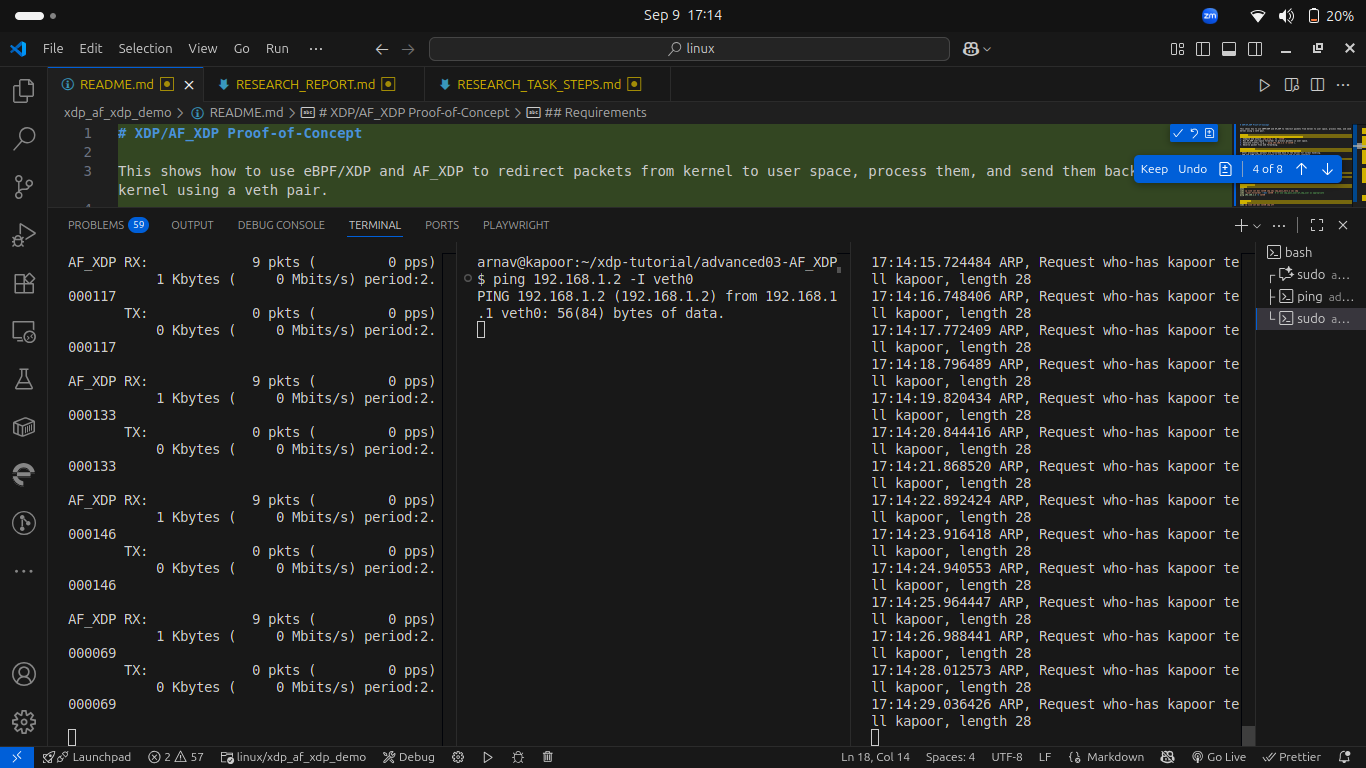 Sep 9 17:14
zm
20%
File Edit Selection View Go Run ···
linux
README.md
RESEARCH_REPORT.md
RESEARCH_TASK_STEPS.md
xdp_af_xdp_demo > README.md > # XDP/AF_XDP Proof-of-Concept > ## Requirements
1 # XDP/AF_XDP Proof-of-Concept
2
3 This shows how to use eBPF/XDP and AF_XDP to redirect packets from kernel to user space, process them, and send them back
kernel using a veth pair.
Keep Undo 4 of 8
PROBLEMS 59 OUTPUT DEBUG CONSOLE TERMINAL PORTS PLAYWRIGHT
AF_XDP RX: 9 pkts ( 0 pps)
1 Kbytes ( 0 Mbits/s) period:2.
000117
TX: 0 pkts ( 0 pps)
0 Kbytes ( 0 Mbits/s) period:2.
000117
AF_XDP RX: 9 pkts ( 0 pps)
1 Kbytes ( 0 Mbits/s) period:2.
000133
TX: 0 pkts ( 0 pps)
0 Kbytes ( 0 Mbits/s) period:2.
000133
AF_XDP RX: 9 pkts ( 0 pps)
1 Kbytes ( 0 Mbits/s) period:2.
000146
TX: 0 pkts ( 0 pps)
0 Kbytes ( 0 Mbits/s) period:2.
000146
AF_XDP RX: 9 pkts ( 0 pps)
1 Kbytes ( 0 Mbits/s) period:2.
000069
TX: 0 pkts ( 0 pps)
0 Kbytes ( 0 Mbits/s) period:2.
000069
arnav@kapoor:~/xdp-tutorial/advanced03-AF_XDP
$ ping 192.168.1.2 -I veth0
PING 192.168.1.2 (192.168.1.2) from 192.168.1
.1 veth0: 56(84) bytes of data.
17:14:15.724484 ARP, Request who-has kapoor te
ll kapoor, length 28
17:14:16.748406 ARP, Request who-has kapoor te
ll kapoor, length 28
17:14:17.772409 ARP, Request who-has kapoor te
ll kapoor, length 28
17:14:18.796489 ARP, Request who-has kapoor te
ll kapoor, length 28
17:14:19.820434 ARP, Request who-has kapoor te
ll kapoor, length 28
17:14:20.844416 ARP, Request who-has kapoor te
ll kapoor, length 28
17:14:21.868520 ARP, Request who-has kapoor te
ll kapoor, length 28
17:14:22.892424 ARP, Request who-has kapoor te
ll kapoor, length 28
17:14:23.916418 ARP, Request who-has kapoor te
ll kapoor, length 28
17:14:24.940553 ARP, Request who-has kapoor te
ll kapoor, length 28
17:14:25.964447 ARP, Request who-has kapoor te
ll kapoor, length 28
17:14:26.988441 ARP, Request who-has kapoor te
ll kapoor, length 28
17:14:28.012573 ARP, Request who-has kapoor te
ll kapoor, length 28
17:14:29.036426 ARP, Request who-has kapoor te
ll kapoor, length 28
bash
sudo a...
ping ad...
sudo a...
Launchpad 2 57 linux/xdp_af_xdp_demo Debug
Ln 18, Col 14 Spaces: 4 UTF-8 LF Markdown Go Live Prettier